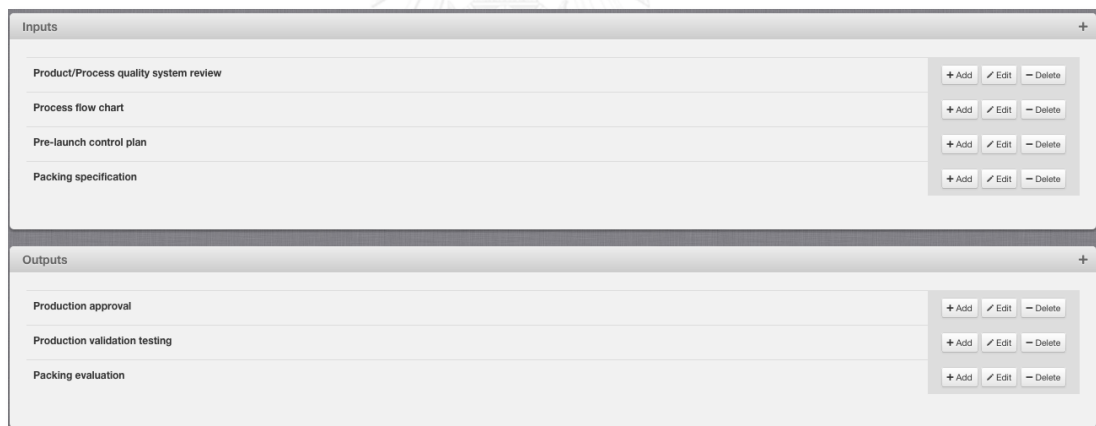 Inputs +
Product/Process quality system review + Add Edit − Delete
Process flow chart + Add Edit − Delete
Pre-launch control plan + Add Edit − Delete
Packing specification + Add Edit − Delete
Outputs +
Production approval + Add Edit − Delete
Production validation testing + Add Edit − Delete
Packing evaluation + Add Edit − Delete